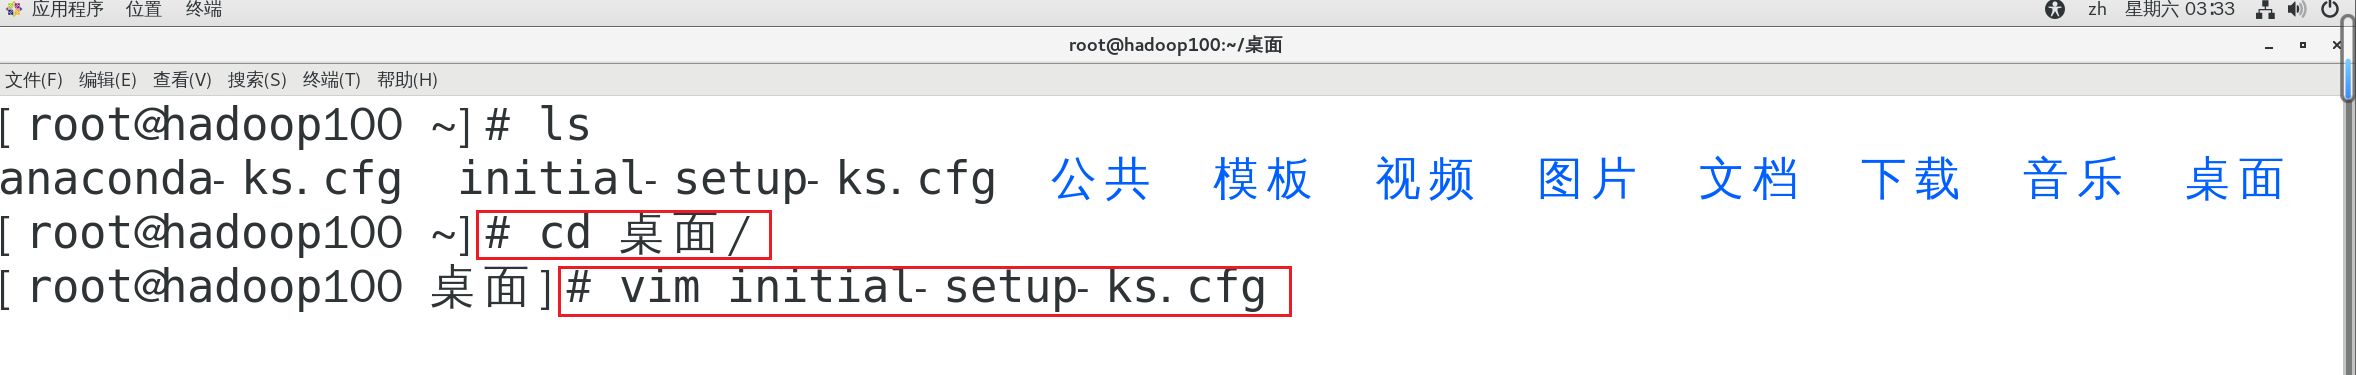 应用程序 位置 终端 zh 星期六 03:33
root@hadoop100:~/桌面
文件(F) 编辑(E) 查看(V) 搜索(S) 终端(T) 帮助(H)
[root@hadoop100 ~]# ls
anaconda-ks.cfg initial-setup-ks.cfg 公共 模板 视频 图片 文档 下载 音乐 桌面
[root@hadoop100 ~]# cd 桌面/
[root@hadoop100 桌面]# vim initial-setup-ks.cfg